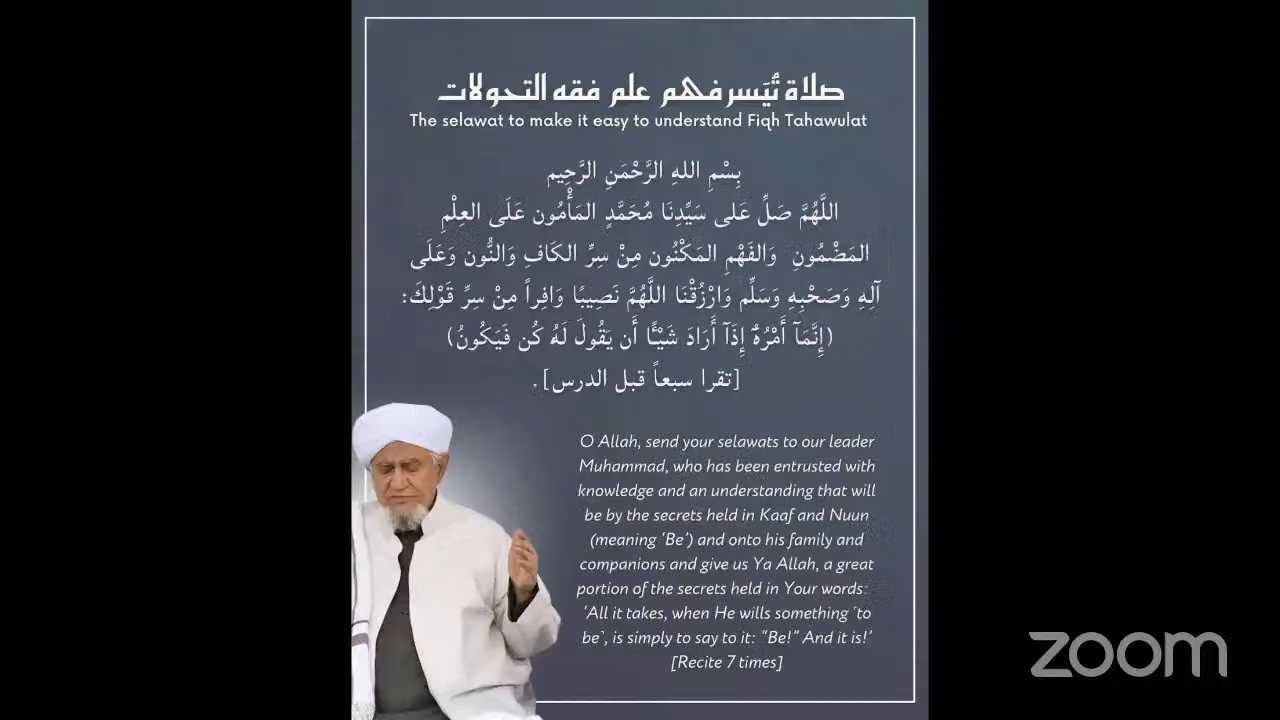 صلاة تُيَسر فهم علم فقه التحولات
The selawat to make it easy to understand Fiqh Tahawulat
بِسْمِ اللهِ الرَّحْمَنِ الرَّحِيم
اللَّهُمَّ صَلِّ عَلى سَيِّدِنَا مُحَمَّدٍ المَأْمُون عَلَى العِلْمِ
المَضْمُونِ وَالفَهْمِ المَكْنُون مِنْ سِرِّ الكَافِ وَالنُّون وَعَلَى
آلِهِ وَصَحْبِهِ وَسَلِّم وَارْزُقْنَا اللَّهُمَّ نَصِيبًا وَافِراً مِنْ سِرِّ قَوْلِكَ:
(إِنَّمَآ أَمْرُهُۥٓ إِذَآ أَرَادَ شَيْـًٔا أَن يَقُولَ لَهُۥ كُن فَيَكُونُ)
[تقرا سبعاً قبل الدرس].
O Allah, send your selawats to our leader
Muhammad, who has been entrusted with
knowledge and an understanding that will
be by the secrets held in Kaaf and Nuun
(meaning ‘Be’) and onto his family and
companions and give us Ya Allah, a great
portion of the secrets held in Your words:
‘All it takes, when He wills something ˹to
be˺, is simply to say to it: “Be!” And it is!’
[Recite 7 times]
zoom